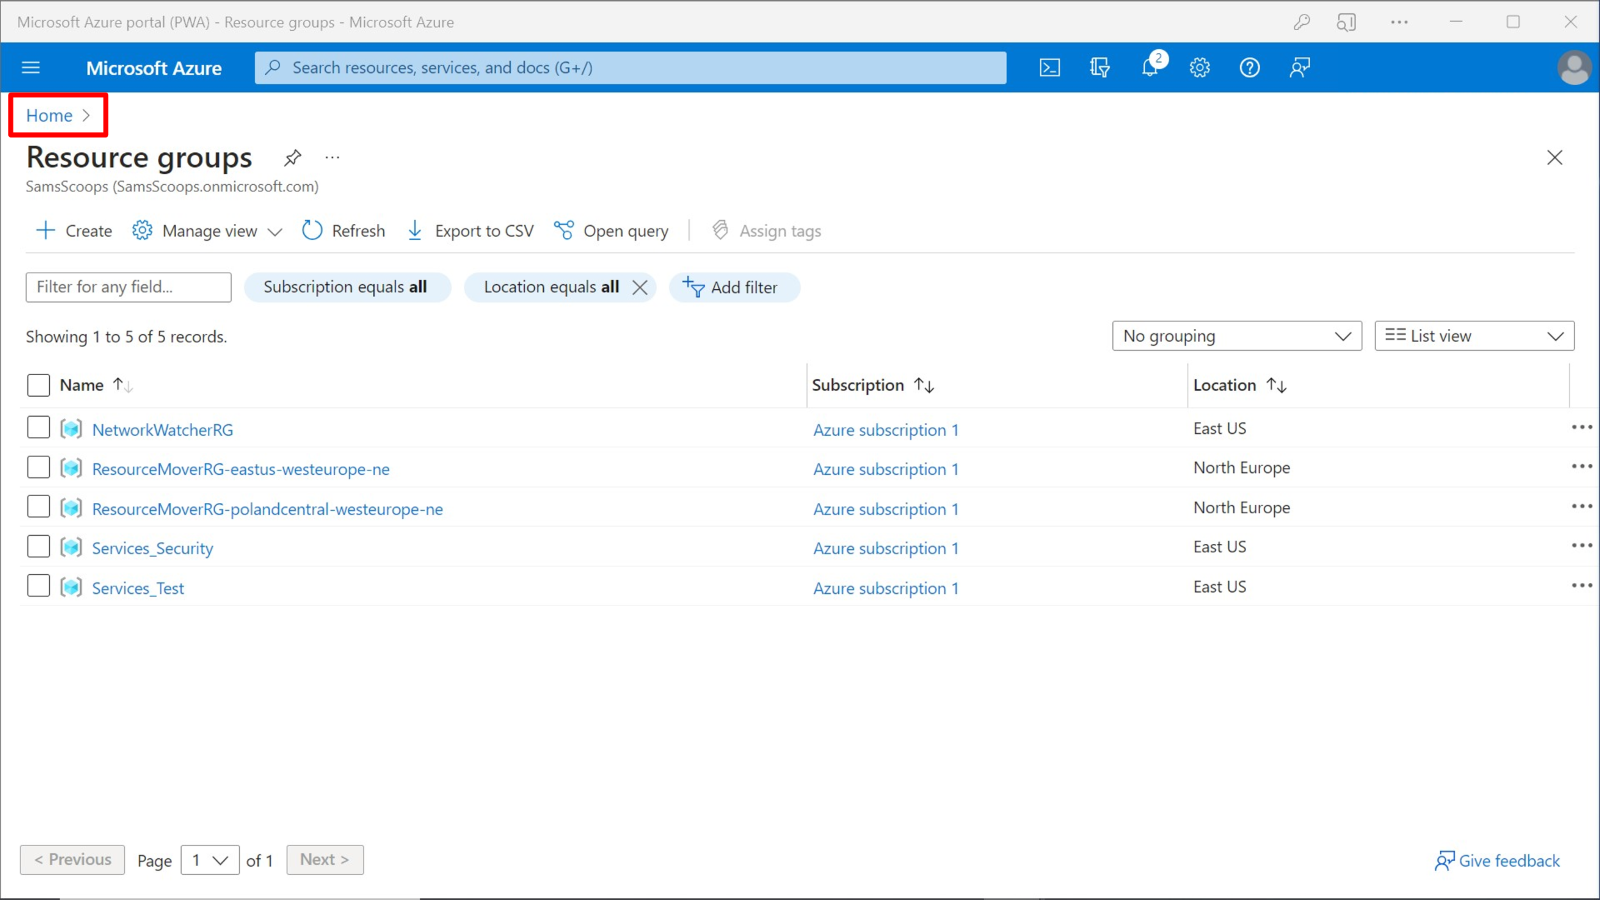 Microsoft Azure portal (PWA) - Resource groups - Microsoft Azure
Microsoft Azure
Search resources, services, and docs (G+/)
2
Home >
Resource groups
SamsScoops (SamsScoops.onmicrosoft.com)
Create Manage view Refresh Export to CSV Open query Assign tags
Filter for any field... Subscription equals all Location equals all Add filter
Showing 1 to 5 of 5 records. No grouping List view
Name Subscription Location
NetworkWatcherRG Azure subscription 1 East US
ResourceMoverRG-eastus-westeurope-ne Azure subscription 1 North Europe
ResourceMoverRG-polandcentral-westeurope-ne Azure subscription 1 North Europe
Services_Security Azure subscription 1 East US
Services_Test Azure subscription 1 East US
< Previous Page 1 of 1 Next > Give feedback